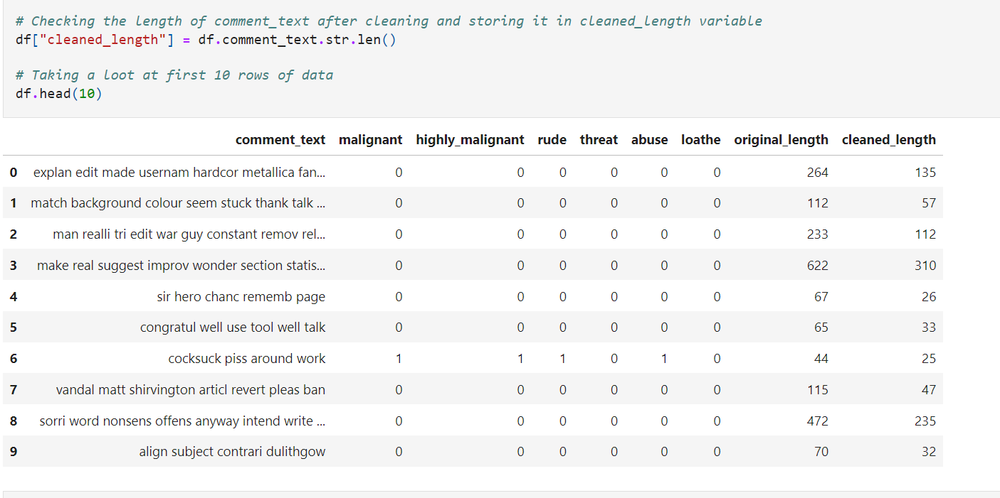 # Checking the length of comment_text after cleaning and storing it in cleaned_length variable
df["cleaned_length"] = df.comment_text.str.len()
# Taking a loot at first 10 rows of data
df.head(10)
comment_text malignant highly_malignant rude threat abuse loathe original_length cleaned_length
0 explan edit made usernam hardcor metallica fan... 0 0 0 0 0 0 264 135
1 match background colour seem stuck thank talk ... 0 0 0 0 0 0 112 57
2 man realli tri edit war guy constant remov rel... 0 0 0 0 0 0 233 112
3 make real suggest improv wonder section statis... 0 0 0 0 0 0 622 310
4 sir hero chanc rememb page 0 0 0 0 0 0 67 26
5 congratul well use tool well talk 0 0 0 0 0 0 65 33
6 cocksuck piss around work 1 1 1 0 1 0 44 25
7 vandal matt shirvington articl revert pleas ban 0 0 0 0 0 0 115 47
8 sorri word nonsens offens anyway intend write ... 0 0 0 0 0 0 472 235
9 align subject contrari dulithgow 0 0 0 0 0 0 70 32